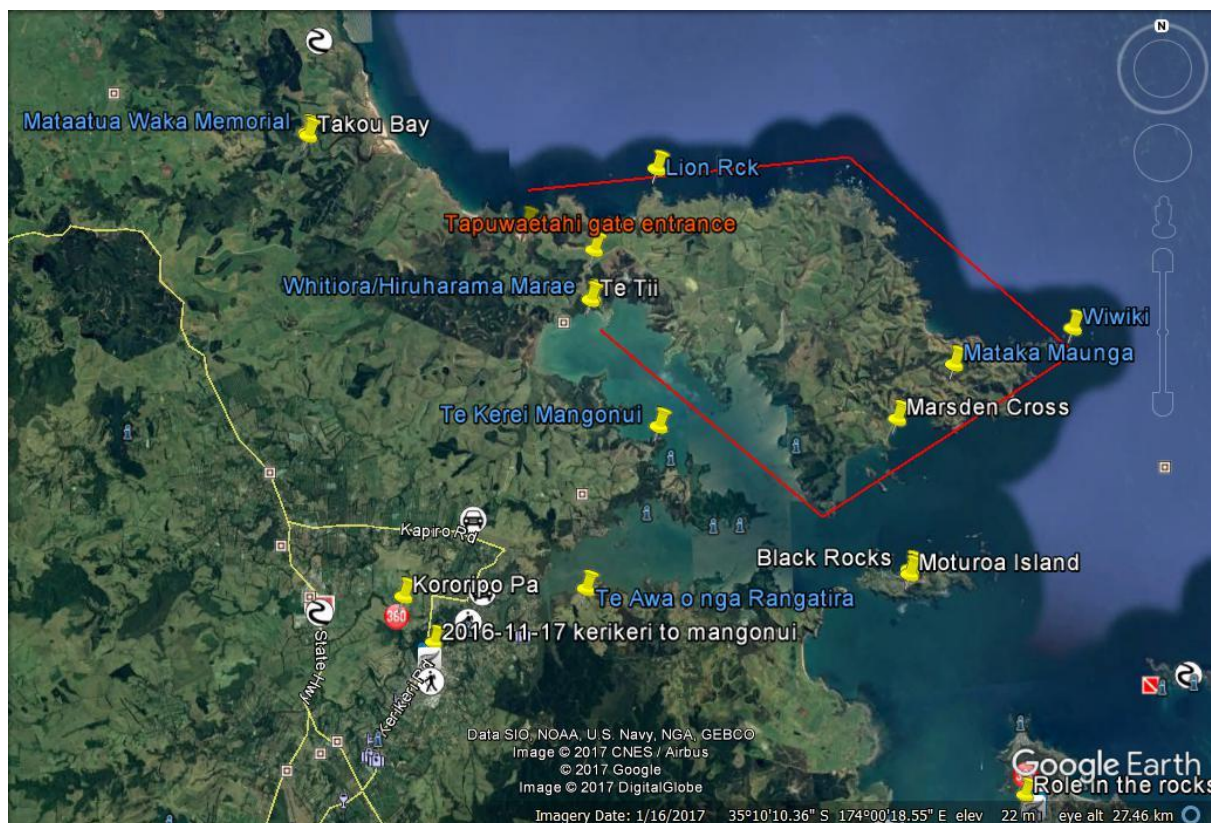 N
Mataatua Waka Memorial
Takou Bay
Lion Rck
Tapuwaetahi gate entrance
Whitiora/Hiruharama Marae
Te Tii
Wiwiki
Mataka Maunga
Te Kerei Mangonui
Marsden Cross
Kapiro Rd
Black Rocks
Moturoa Island
Kororipo Pa
Te Awa o nga Rangatira
360
2016-11-17 kerikeri to mangonui
State Hwy
Kerikeri Rd
Data SIO, NOAA, U.S. Navy, NGA, GEBCO
Image © 2017 CNES / Airbus
© 2017 Google
Image © 2017 DigitalGlobe
Google Earth
Role in the rocks
Imagery Date: 1/16/2017 35°10'10.36" S 174°00'18.55" E elev 22 m eye alt 27.46 km